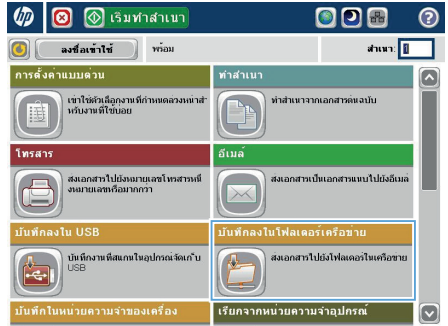 hp
เริ่มทำสำเนา
?
ลงชื่อเข้าใช้
พร้อม
สำเนา: 1
การตั้งค่าแบบด่วน
เข้าใช้ตัวเลือกงานที่กำหนดล่วงหน้าสำ
หรับงานที่ใช้บ่อย
ทำสำเนา
ทำสำเนาจากเอกสารต้นฉบับ
โทรสาร
ส่งเอกสารไปยังหมายเลขโทรสารหนึ่
งหมายเลขหรือมากกว่า
อีเมล
ส่งเอกสารเป็นเอกสารแนบไปยังอีเมล
บันทึกลงใน USB
บันทึกงานที่สแกนในอุปกรณ์จัดเก็บ
USB
บันทึกลงในโฟลเดอร์เครือข่าย
ส่งเอกสารไปยังโฟลเดอร์ในเครือข่าย
บันทึกในหน่วยความจำของเครื่อง
เรียกจากหน่วยความจำอุปกรณ์